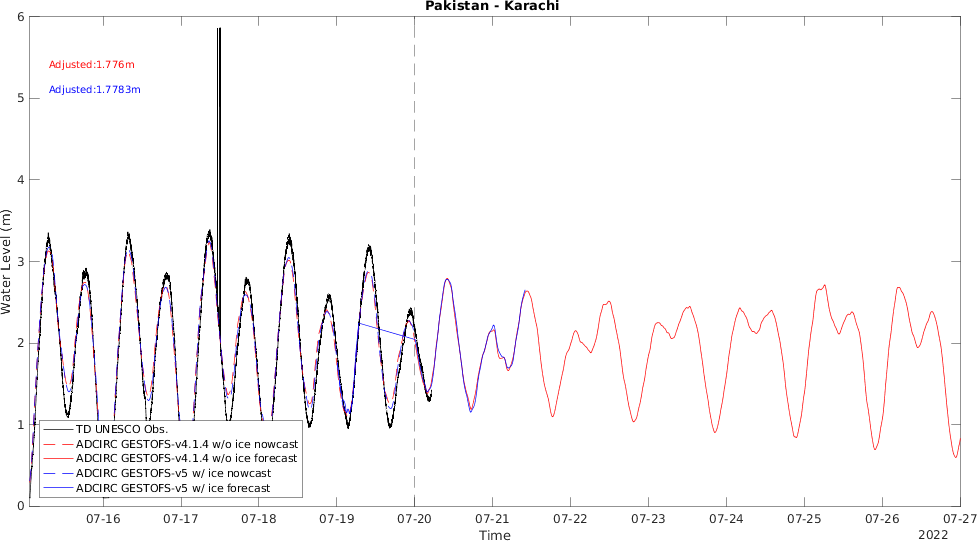 Pakistan - Karachi
6
Adjusted:1.776m
Adjusted:1.7783m
5
4
3
Water Level (m)
2
1
TD UNESCO Obs.
ADCIRC GESTOFS-v4.1.4 w/o ice nowcast
ADCIRC GESTOFS-v4.1.4 w/o ice forecast
ADCIRC GESTOFS-v5 w/ ice nowcast
ADCIRC GESTOFS-v5 w/ ice forecast
0
07-16 07-17 07-18 07-19 07-20 07-21 07-22 07-23 07-24 07-25 07-26 07-27
Time
2022